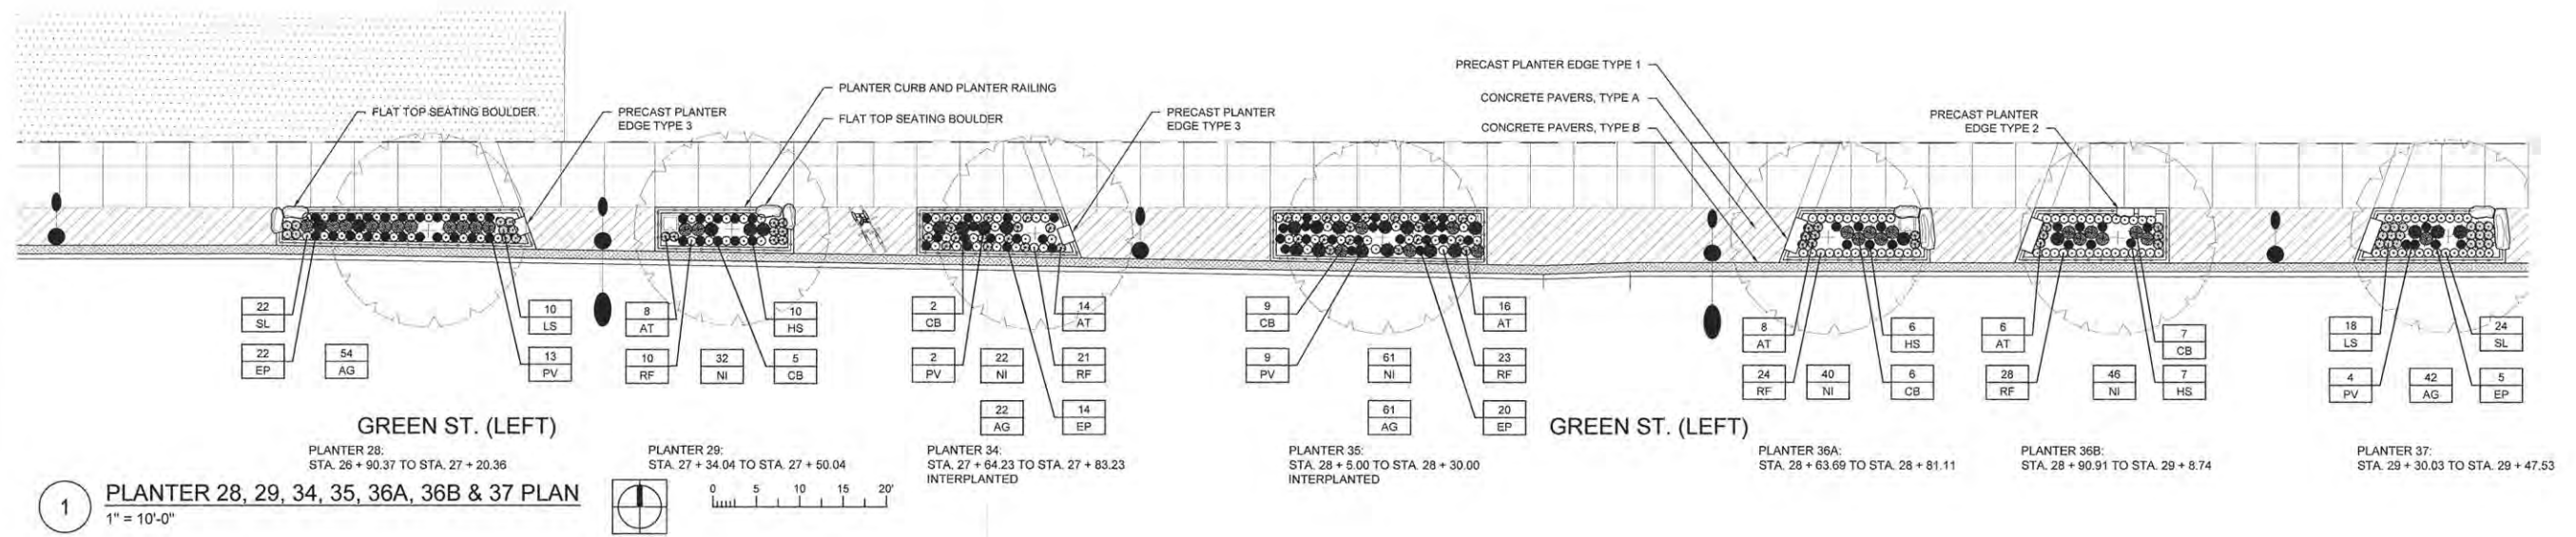 PRECAST PLANTER EDGE TYPE 1
PLANTER CURB AND PLANTER RAILING
CONCRETE PAVERS, TYPE A
FLAT TOP SEATING BOULDER
PRECAST PLANTER
EDGE TYPE 3
FLAT TOP SEATING BOULDER
PRECAST PLANTER
EDGE TYPE 3
CONCRETE PAVERS, TYPE B
PRECAST PLANTER
EDGE TYPE 2
22
SL
10
LS
22
EP
54
AG
13
PV
8
AT
10
HS
10
RF
32
NI
5
CB
2
CB
14
AT
2
PV
22
NI
21
RF
22
AG
14
EP
9
CB
16
AT
9
PV
61
NI
23
RF
61
AG
20
EP
8
AT
6
HS
24
RF
40
NI
6
CB
6
AT
7
CB
28
RF
46
NI
7
HS
18
LS
24
SL
4
PV
42
AG
5
EP
GREEN ST. (LEFT)
GREEN ST. (LEFT)
PLANTER 28:
STA. 26 + 90.37 TO STA. 27 + 20.36
PLANTER 29:
STA. 27 + 34.04 TO STA. 27 + 50.04
PLANTER 34:
STA. 27 + 64.23 TO STA. 27 + 83.23
INTERPLANTED
PLANTER 35:
STA. 28 + 5.00 TO STA. 28 + 30.00
INTERPLANTED
PLANTER 36A:
STA. 28 + 63.69 TO STA. 28 + 81.11
PLANTER 36B:
STA. 28 + 90.91 TO STA. 29 + 8.74
PLANTER 37:
STA. 29 + 30.03 TO STA. 29 + 47.53
1
PLANTER 28, 29, 34, 35, 36A, 36B & 37 PLAN
1" = 10'-0"
0 5 10 15 20'